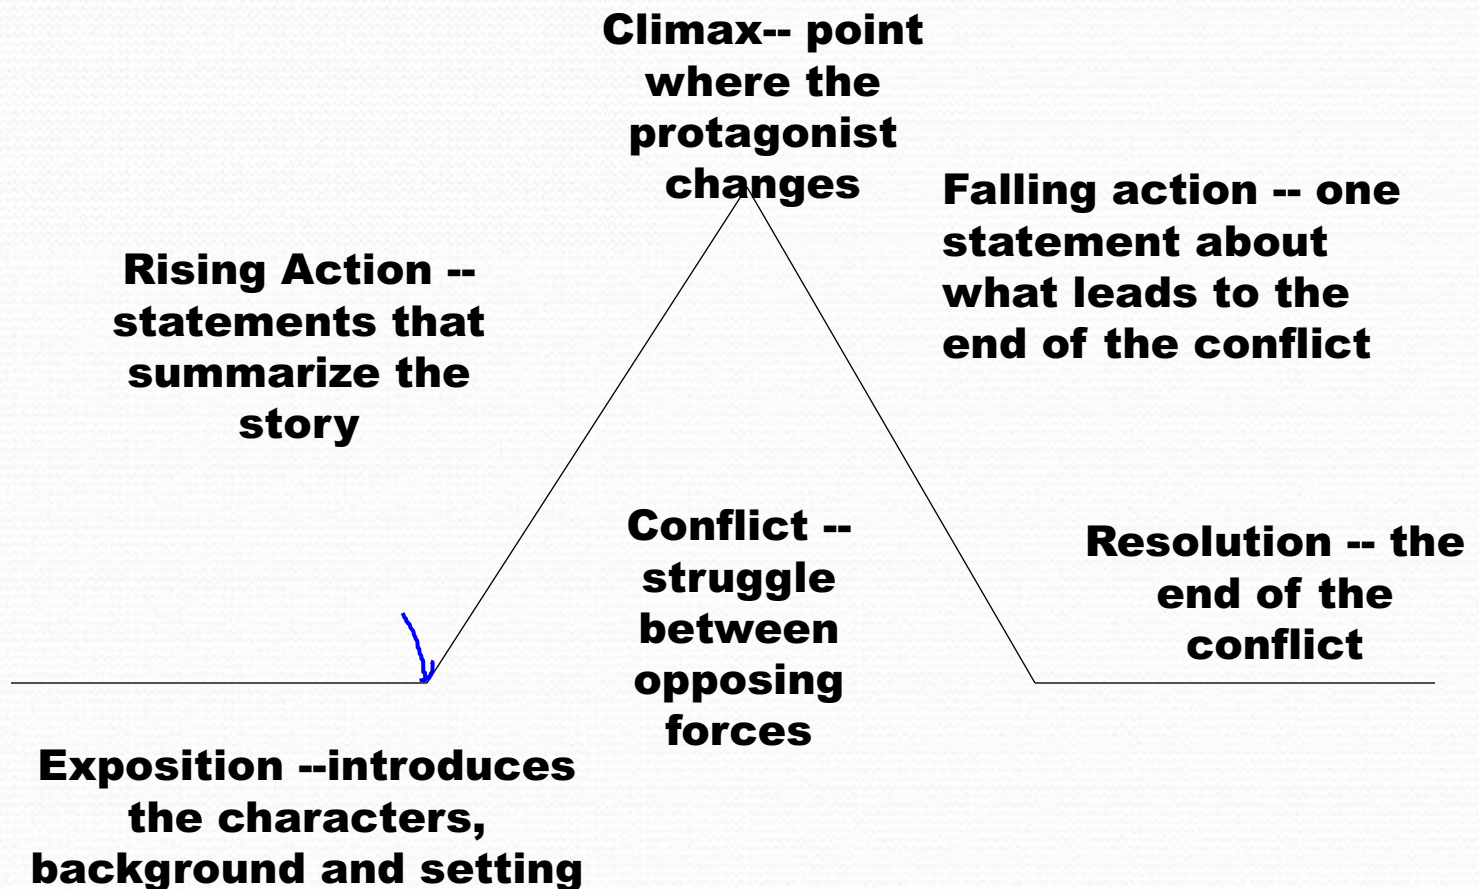 Climax-- point
where the
protagonist
changes
Falling action -- one
statement about
what leads to the
end of the conflict
Rising Action --
statements that
summarize the
story
Conflict --
struggle
between
opposing
forces
Resolution -- the
end of the
conflict
Exposition --introduces
the characters,
background and setting